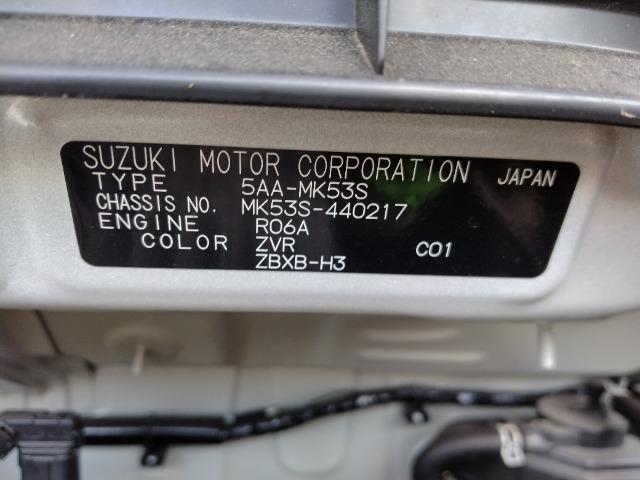 SUZUKI MOTOR CORPORATION JAPAN
TYPE 5AA-MK53S
CHASSIS NO. MK53S-440217
ENGINE R06A
COLOR ZVR C01
ZBXB-H3